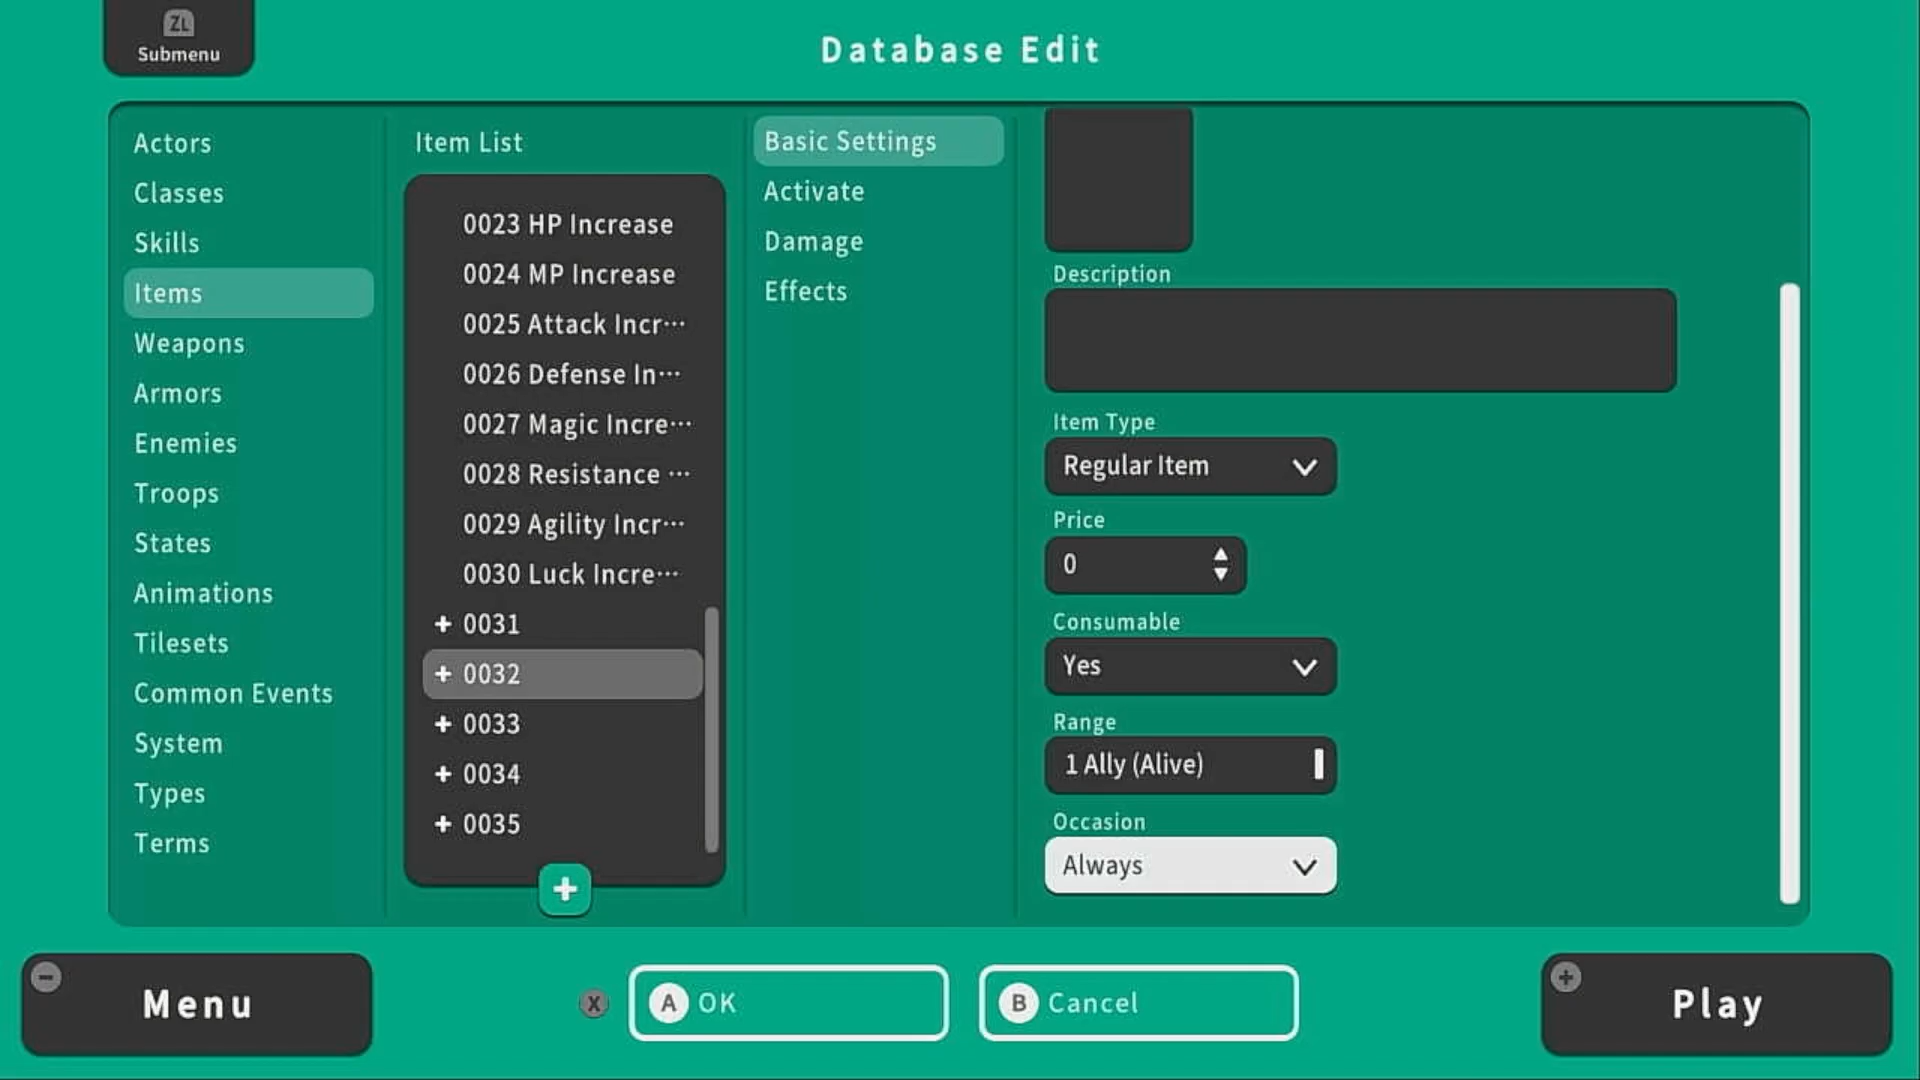 ZL
Submenu
Database Edit
Actors
Classes
Skills
Items
Weapons
Armors
Enemies
Troops
States
Animations
Tilesets
Common Events
System
Types
Terms
Item List
0023 HP Increase
0024 MP Increase
0025 Attack Incr…
0026 Defense In…
0027 Magic Incre…
0028 Resistance …
0029 Agility Incr…
0030 Luck Incre…
+ 0031
+ 0032
+ 0033
+ 0034
+ 0035
+
Basic Settings
Activate
Damage
Effects
Description
Item Type
Regular Item
Price
0
Consumable
Yes
Range
1 Ally (Alive)
Occasion
Always
Menu
X
A OK
B Cancel
+
Play